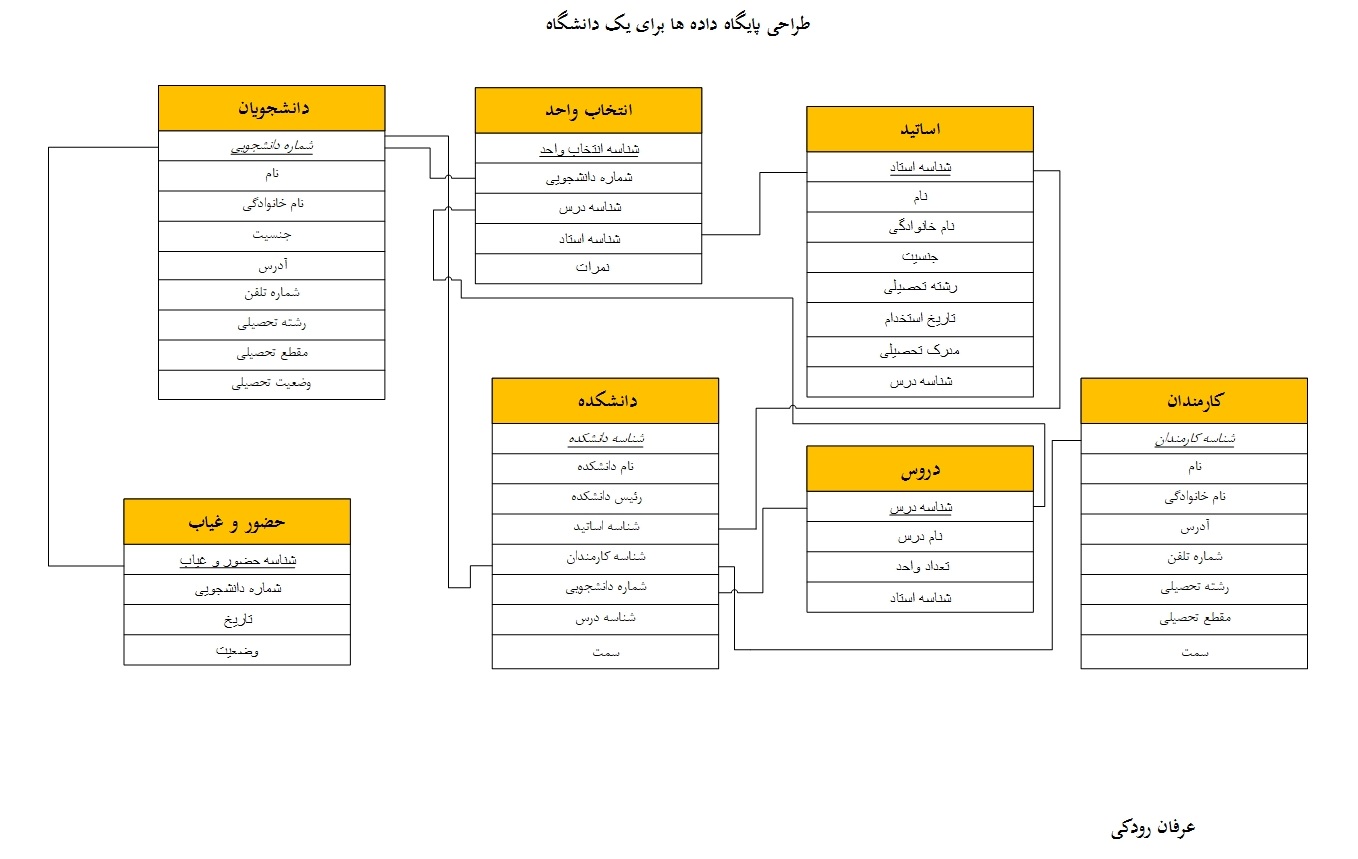 طراحی پایگاه داده ها برای یک دانشگاه
دانشجویان
شماره دانشجویی
نام
نام خانوادگی
جنسیت
آدرس
شماره تلفن
رشته تحصیلی
مقطع تحصیلی
وضعیت تحصیلی
انتخاب واحد
شناسه انتخاب واحد
شماره دانشجویی
شناسه درس
شناسه استاد
نمرات
اساتید
شناسه استاد
نام
نام خانوادگی
جنسیت
رشته تحصیلی
تاریخ استخدام
مدرک تحصیلی
شناسه درس
دانشکده
شناسه دانشکده
نام دانشکده
رئیس دانشکده
شناسه اساتید
شناسه کارمندان
شماره دانشجویی
شناسه درس
سمت
دروس
شناسه درس
نام درس
تعداد واحد
شناسه استاد
کارمندان
شناسه کارمندان
نام
نام خانوادگی
آدرس
شماره تلفن
رشته تحصیلی
مقطع تحصیلی
سمت
حضور و غیاب
شناسه حضور و غیاب
شماره دانشجویی
تاریخ
وضعیت
عرفان رودکی